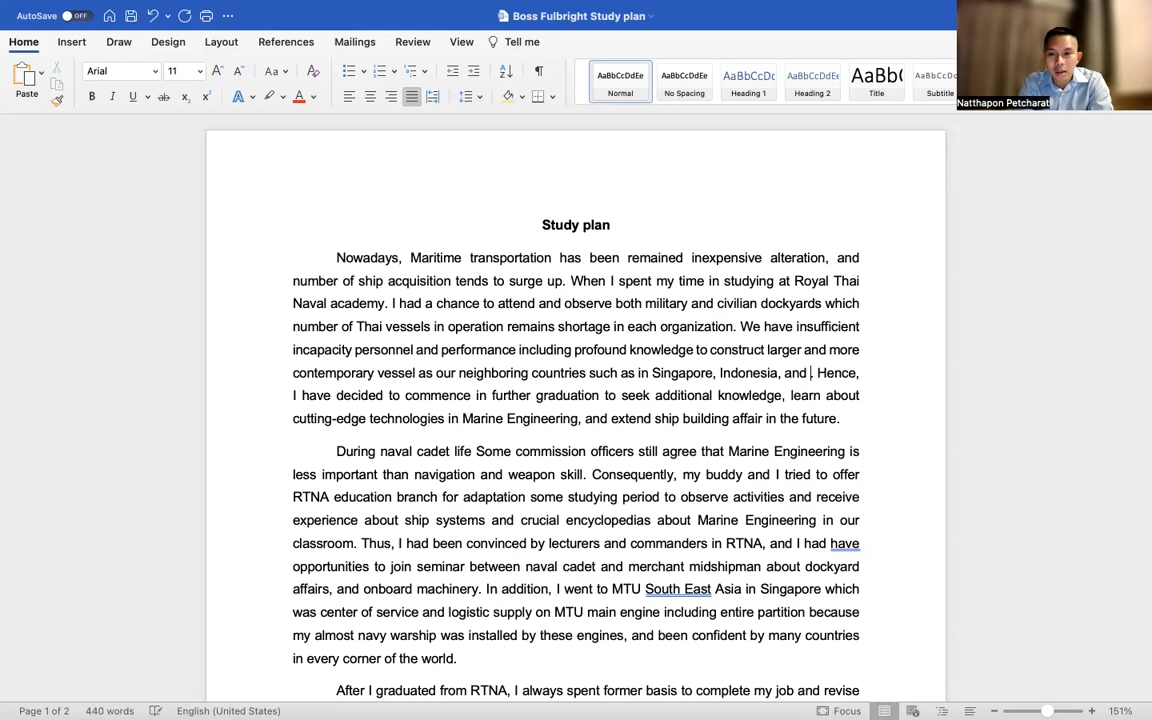 AutoSave OFF Boss Fulbright Study plan
Home Insert Draw Design Layout References Mailings Review View Tell me
Paste Arial 11 Aa AaBbCcDdEe AaBbCcDdEe AaBbCcDc AaBbCcDdEe AaBb( AaBbCcDdEe
Normal No Spacing Heading 1 Heading 2 Title Subtitle
Natthapon Petcharat
Study plan
Nowadays, Maritime transportation has been remained inexpensive alteration, and
number of ship acquisition tends to surge up. When I spent my time in studying at Royal Thai
Naval academy. I had a chance to attend and observe both military and civilian dockyards which
number of Thai vessels in operation remains shortage in each organization. We have insufficient
incapacity personnel and performance including profound knowledge to construct larger and more
contemporary vessel as our neighboring countries such as in Singapore, Indonesia, and . Hence,
I have decided to commence in further graduation to seek additional knowledge, learn about
cutting-edge technologies in Marine Engineering, and extend ship building affair in the future.
During naval cadet life Some commission officers still agree that Marine Engineering is
less important than navigation and weapon skill. Consequently, my buddy and I tried to offer
RTNA education branch for adaptation some studying period to observe activities and receive
experience about ship systems and crucial encyclopedias about Marine Engineering in our
classroom. Thus, I had been convinced by lecturers and commanders in RTNA, and I had have
opportunities to join seminar between naval cadet and merchant midshipman about dockyard
affairs, and onboard machinery. In addition, I went to MTU South East Asia in Singapore which
was center of service and logistic supply on MTU main engine including entire partition because
my almost navy warship was installed by these engines, and been confident by many countries
in every corner of the world.
After I graduated from RTNA, I always spent former basis to complete my job and revise
Page 1 of 2 440 words English (United States) Focus 151%